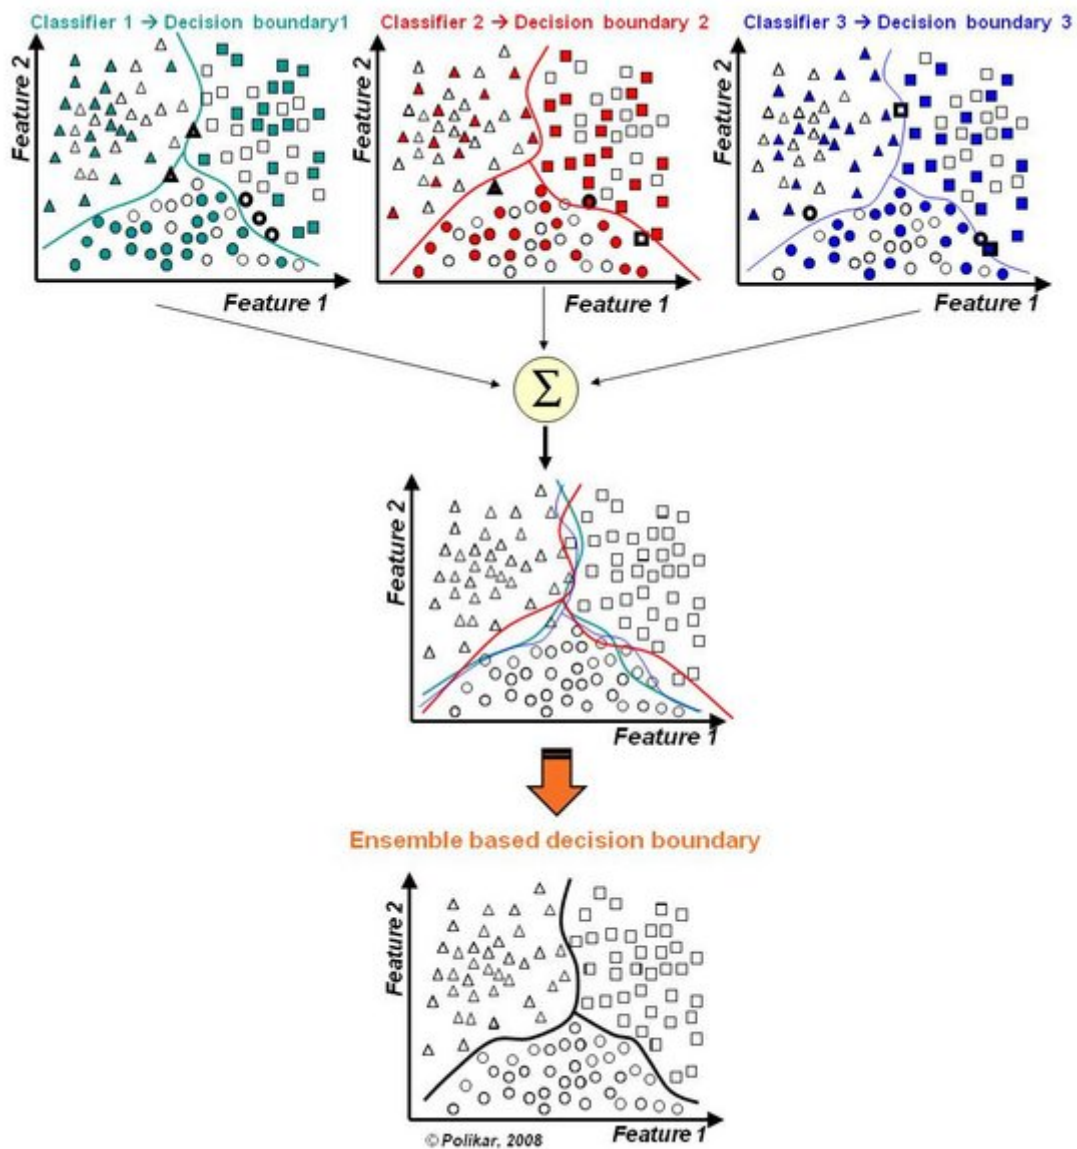 Classifier 1 → Decision boundary1
Classifier 2 → Decision boundary 2
Classifier 3 → Decision boundary 3
Feature 2
Feature 1
Feature 2
Feature 1
Feature 2
Feature 1
Σ
Feature 2
Feature 1
Ensemble based decision boundary
Feature 2
Feature 1
© Polikar, 2008